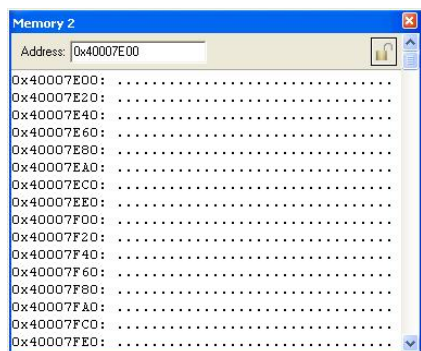 Memory 2
Address: 0x40007E00
0x40007E00: ................................
0x40007E20: ................................
0x40007E40: ................................
0x40007E60: ................................
0x40007E80: ................................
0x40007EA0: ................................
0x40007EC0: ................................
0x40007EE0: ................................
0x40007F00: ................................
0x40007F20: ................................
0x40007F40: ................................
0x40007F60: ................................
0x40007F80: ................................
0x40007FA0: ................................
0x40007FC0: ................................
0x40007FE0: ................................